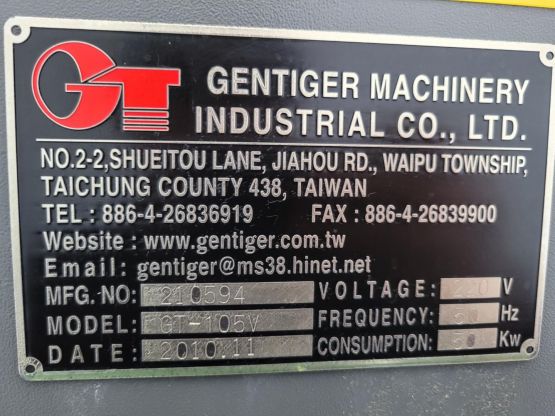 GT
GENTIGER MACHINERY
INDUSTRIAL CO., LTD.
NO.2-2,SHUEITOU LANE, JIAHOU RD., WAIPU TOWNSHIP,
TAICHUNG COUNTY 438, TAIWAN
TEL : 886-4-26836919 FAX : 886-4-26839900
Website : www.gentiger.com.tw
Email: gentiger@ms38.hinet.net
MFG. NO: 210594 VOLTAGE: 220 V
MODEL: GT-105V FREQUENCY: Hz
DATE: 2010.11 CONSUMPTION: Kw